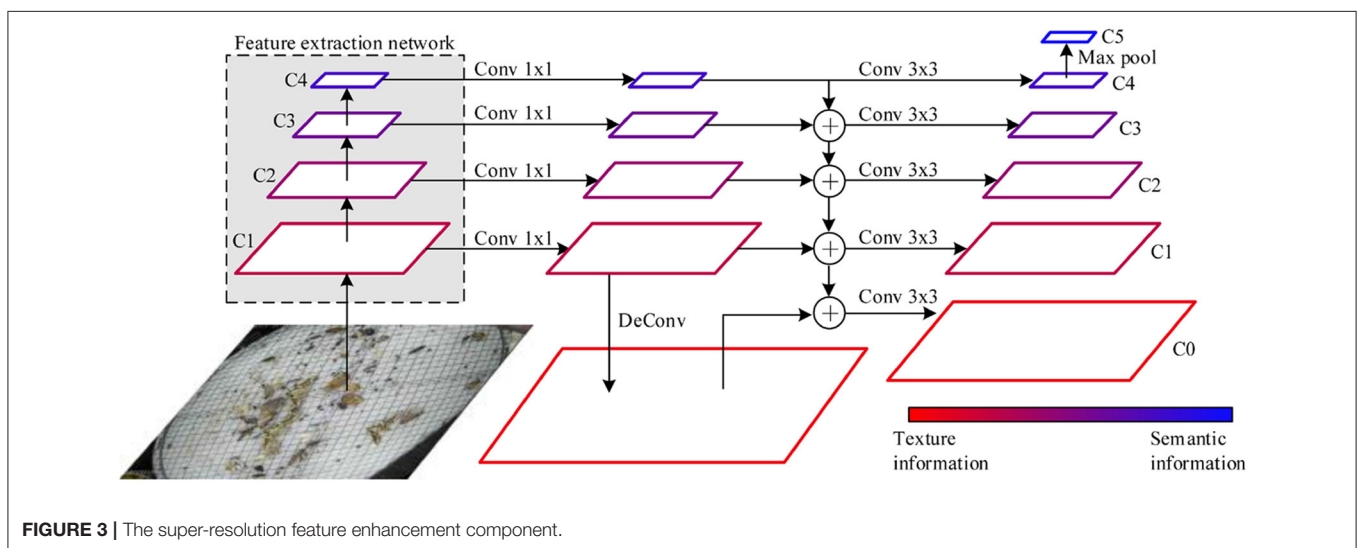 Feature extraction network
C5
Max pool
C4
Conv 1x1
Conv 3x3
C4
C3
Conv 1x1
Conv 3x3
C3
C2
Conv 1x1
Conv 3x3
C2
C1
Conv 1x1
Conv 3x3
C1
Conv 3x3
DeConv
C0
Texture
information
Semantic
information
FIGURE 3 | The super-resolution feature enhancement component.